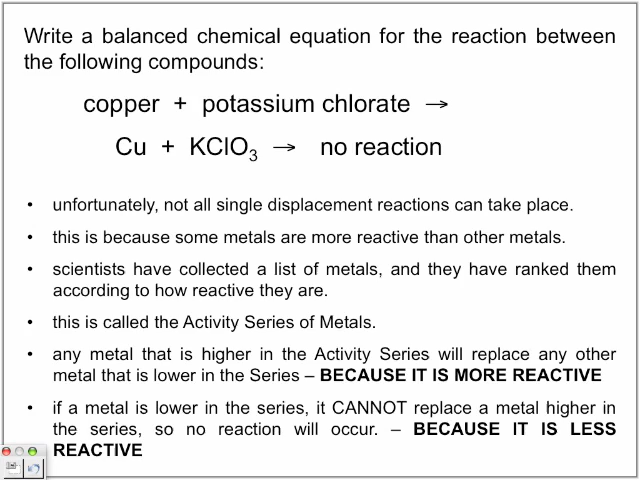 Write a balanced chemical equation for the reaction between
the following compounds:
copper + potassium chlorate →
Cu + KClO₃ → no reaction
• unfortunately, not all single displacement reactions can take place.
• this is because some metals are more reactive than other metals.
• scientists have collected a list of metals, and they have ranked them
according to how reactive they are.
• this is called the Activity Series of Metals.
• any metal that is higher in the Activity Series will replace any other
metal that is lower in the Series – BECAUSE IT IS MORE REACTIVE
• if a metal is lower in the series, it CANNOT replace a metal higher in
the series, so no reaction will occur. – BECAUSE IT IS LESS
REACTIVE